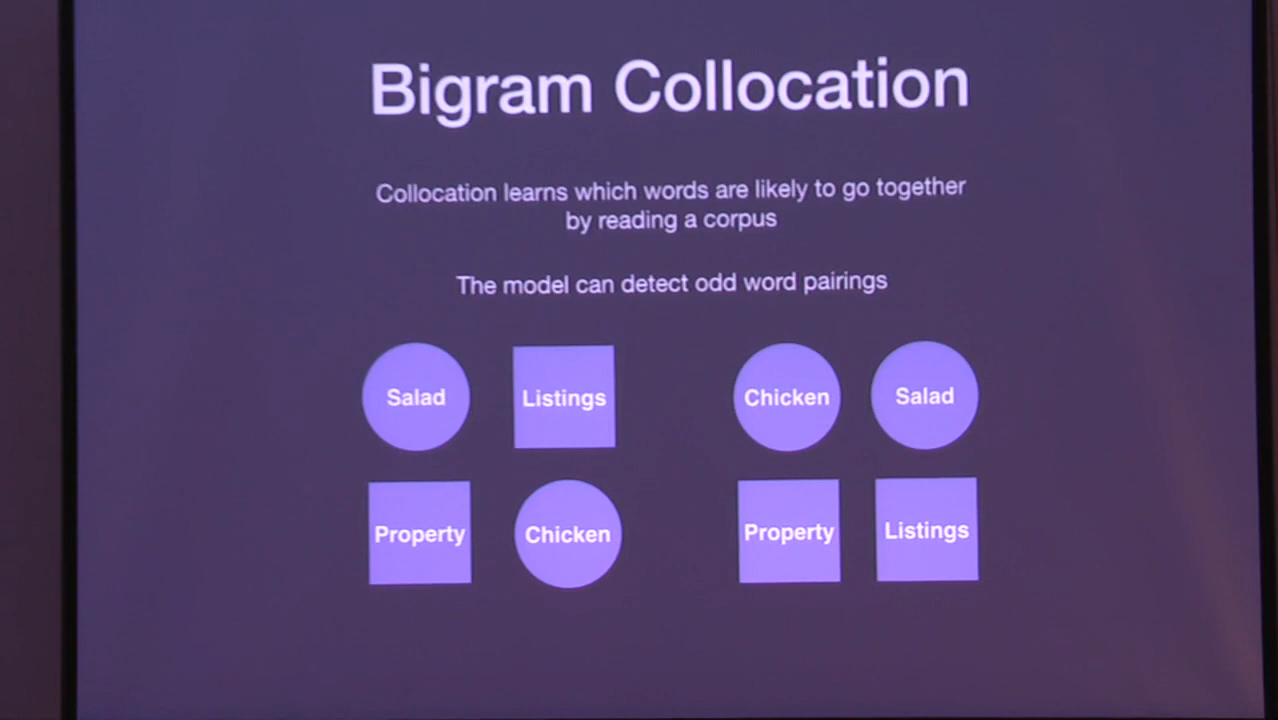 Bigram Collocation
Collocation learns which words are likely to go together
by reading a corpus
The model can detect odd word pairings
Salad Listings Chicken Salad
Property Chicken Property Listings